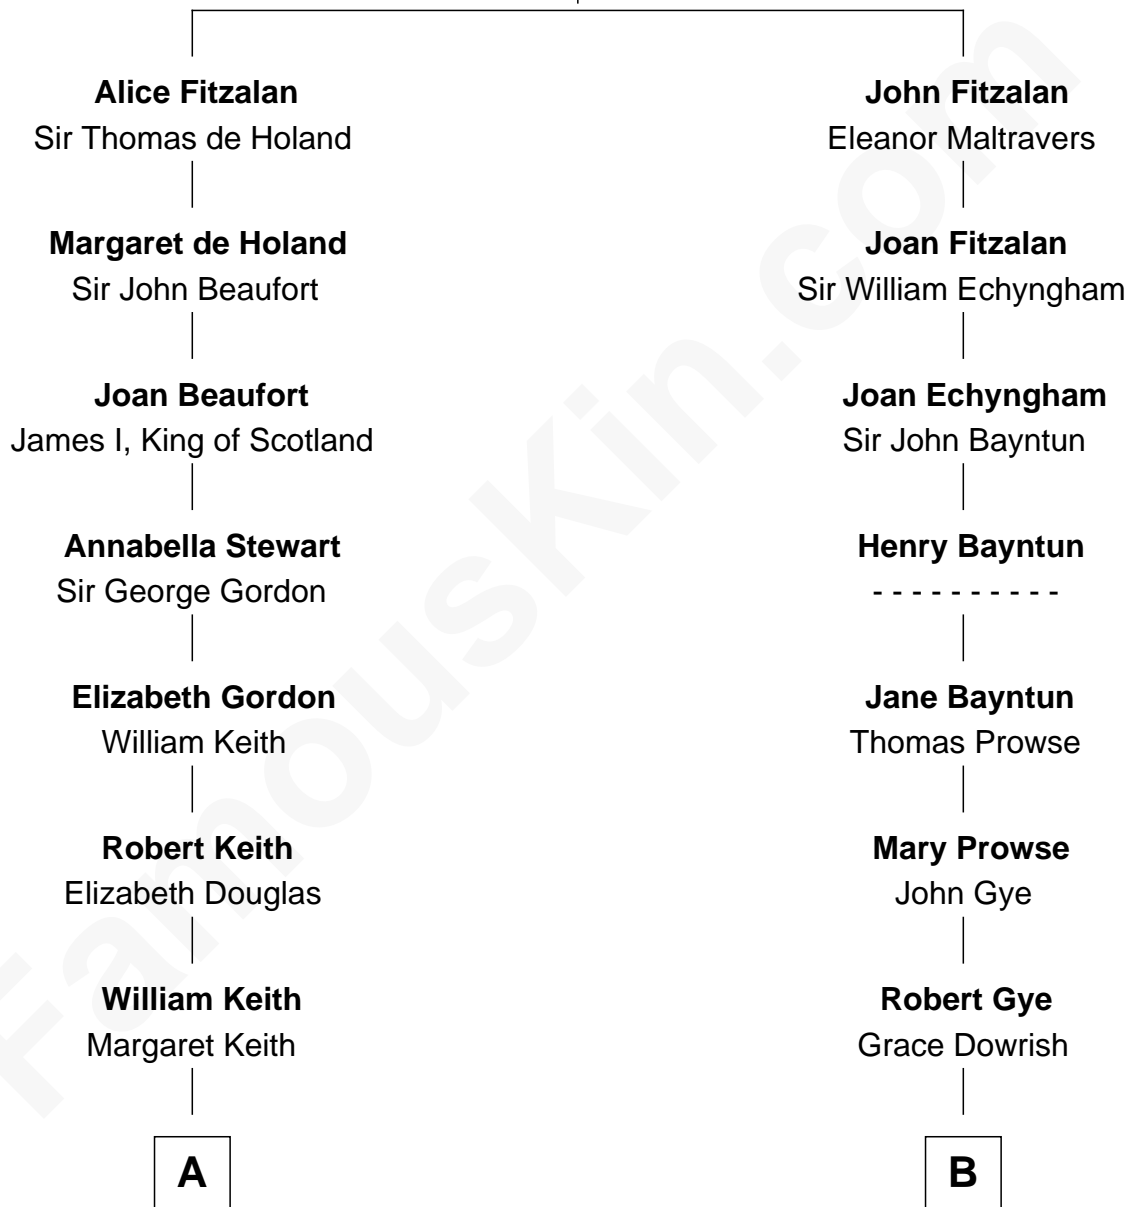 Alice Fitzalan
Sir Thomas de Holand
John Fitzalan
Eleanor Maltravers
Margaret de Holand
Sir John Beaufort
Joan Fitzalan
Sir William Echyngham
Joan Beaufort
James I, King of Scotland
Joan Echyngham
Sir John Bayntun
Annabella Stewart
Sir George Gordon
Henry Bayntun
- - - - - - - - - -
Elizabeth Gordon
William Keith
Jane Bayntun
Thomas Prowse
Robert Keith
Elizabeth Douglas
Mary Prowse
John Gye
William Keith
Margaret Keith
Robert Gye
Grace Dowrish
A
B
FamousKin.com